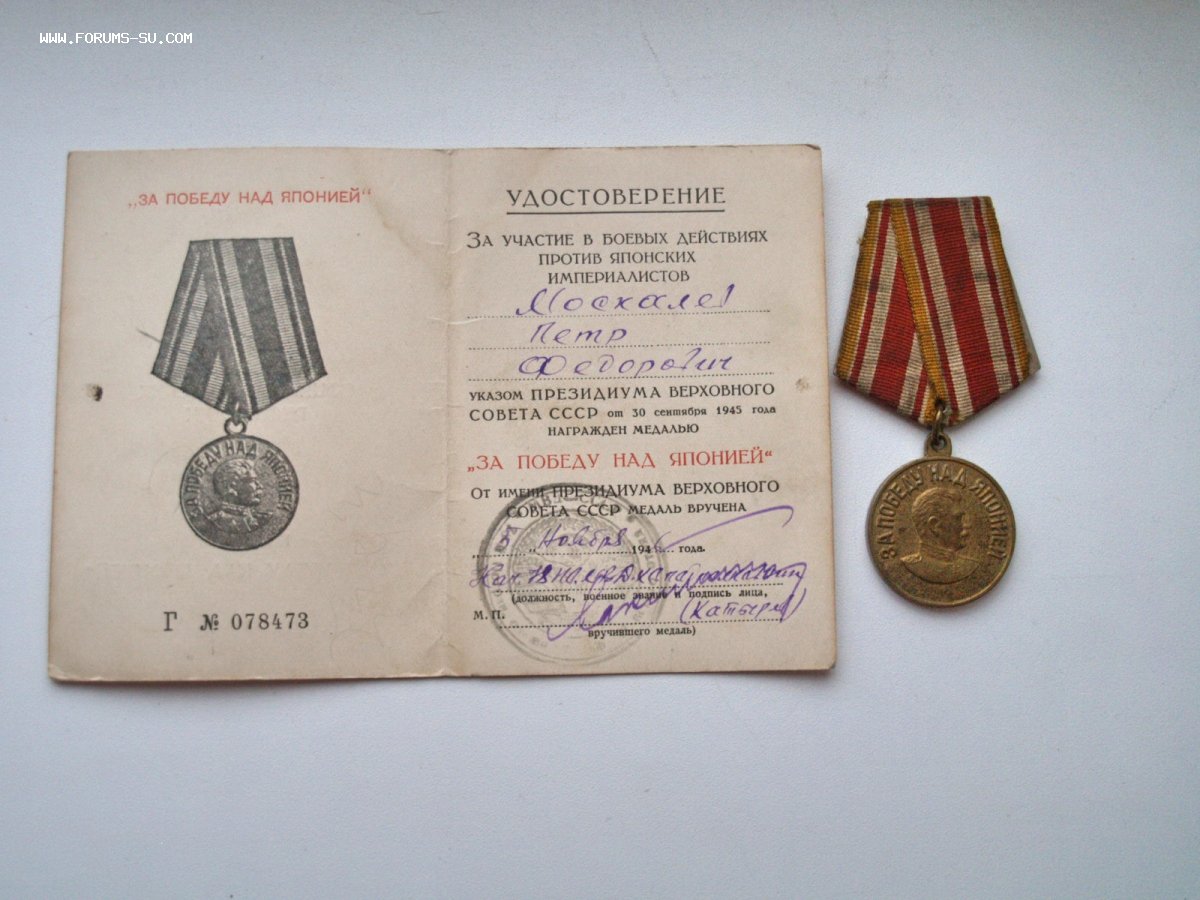 WWW.FORUMS-SU.COM
„ЗА ПОБЕДУ НАД ЯПОНИЕЙ“
ЗА ПОБЕДУ НАД ЯПОНИЕЙ
Г № 078473
УДОСТОВЕРЕНИЕ
ЗА УЧАСТИЕ В БОЕВЫХ ДЕЙСТВИЯХ
ПРОТИВ ЯПОНСКИХ
ИМПЕРИАЛИСТОВ
Москалев
Петр
Федорович
УКАЗОМ ПРЕЗИДИУМА ВЕРХОВНОГО
СОВЕТА СССР от 30 сентября 1945 года
НАГРАЖДЕН МЕДАЛЬЮ
„ЗА ПОБЕДУ НАД ЯПОНИЕЙ“
ОТ ИМЕНИ ПРЕЗИДИУМА ВЕРХОВНОГО
СОВЕТА СССР МЕДАЛЬ ВРУЧЕНА
" Ноября 1946 года.
(должность, военное звание и подпись лица,
М. П.
вручившего медаль)
ЗА ПОБЕДУ НАД ЯПОНИЕЙ